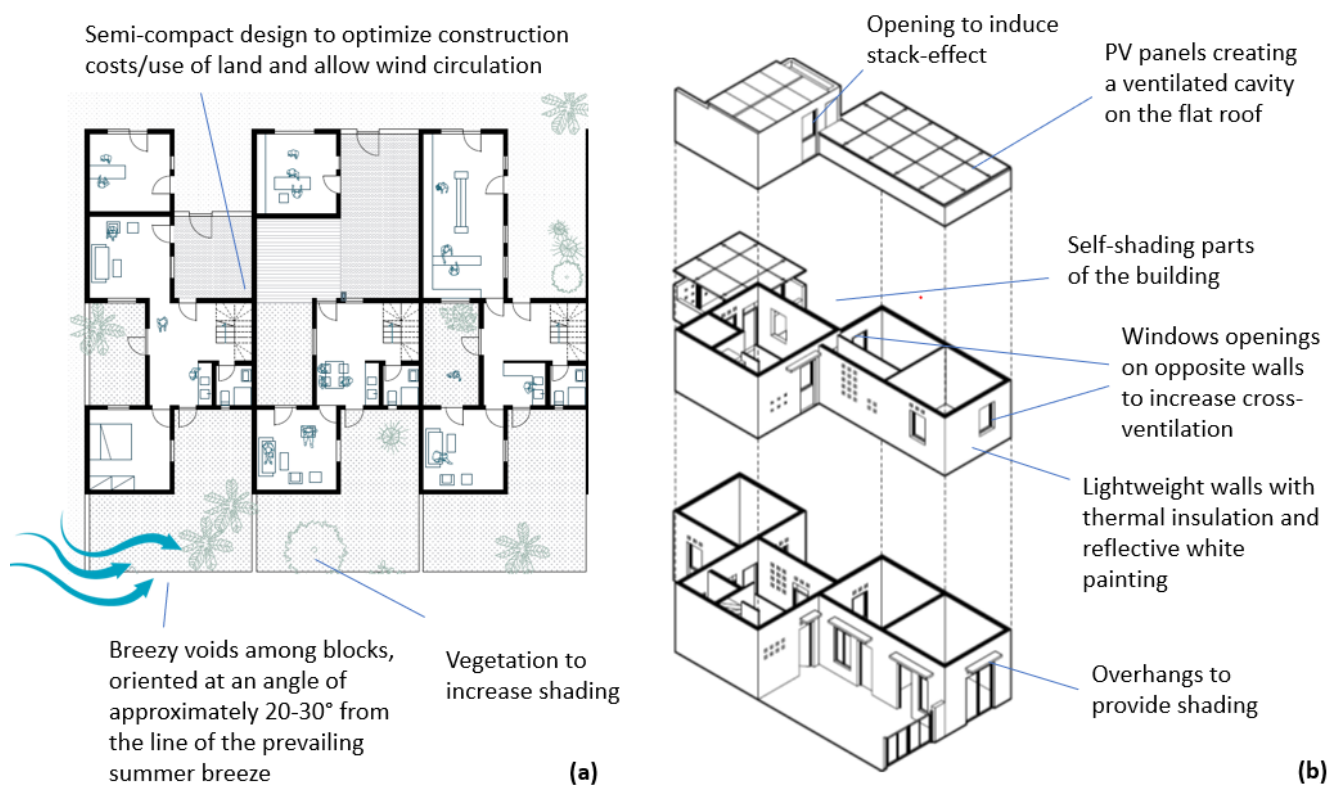 Semi-compact design to optimize construction
costs/use of land and allow wind circulation
Breezy voids among blocks,
oriented at an angle of
approximately 20-30° from
the line of the prevailing
summer breeze
Vegetation to
increase shading
(a)
Opening to induce
stack-effect
PV panels creating
a ventilated cavity
on the flat roof
Self-shading parts
of the building
Windows openings
on opposite walls
to increase cross-
ventilation
Lightweight walls with
thermal insulation and
reflective white
painting
Overhangs to
provide shading
(b)